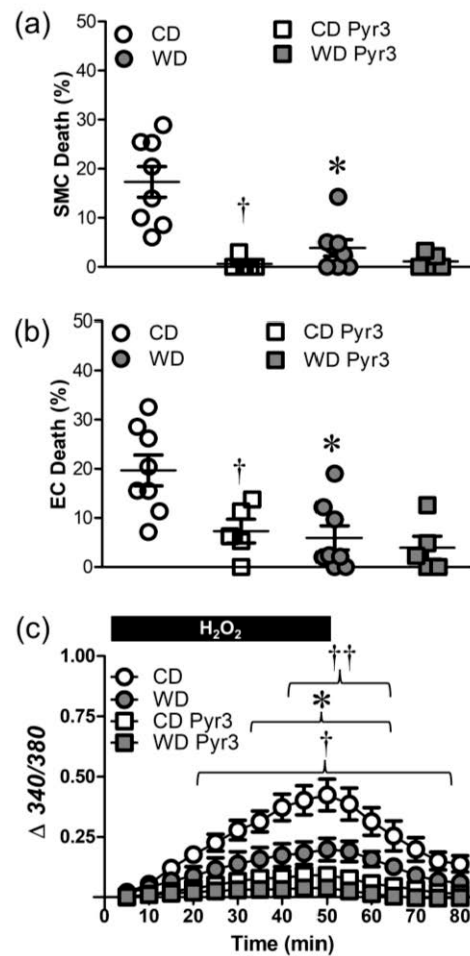 (a)
50
40
30
20
10
0
SMC Death (%)
CD
WD
CD Pyr3
WD Pyr3
†
*
(b)
50
40
30
20
10
0
EC Death (%)
CD
WD
CD Pyr3
WD Pyr3
†
*
(c)
H₂O₂
1.00
0.75
0.50
0.25
Δ 340/380
CD
WD
CD Pyr3
WD Pyr3
††
*
†
0 10 20 30 40 50 60 70 80
Time (min)